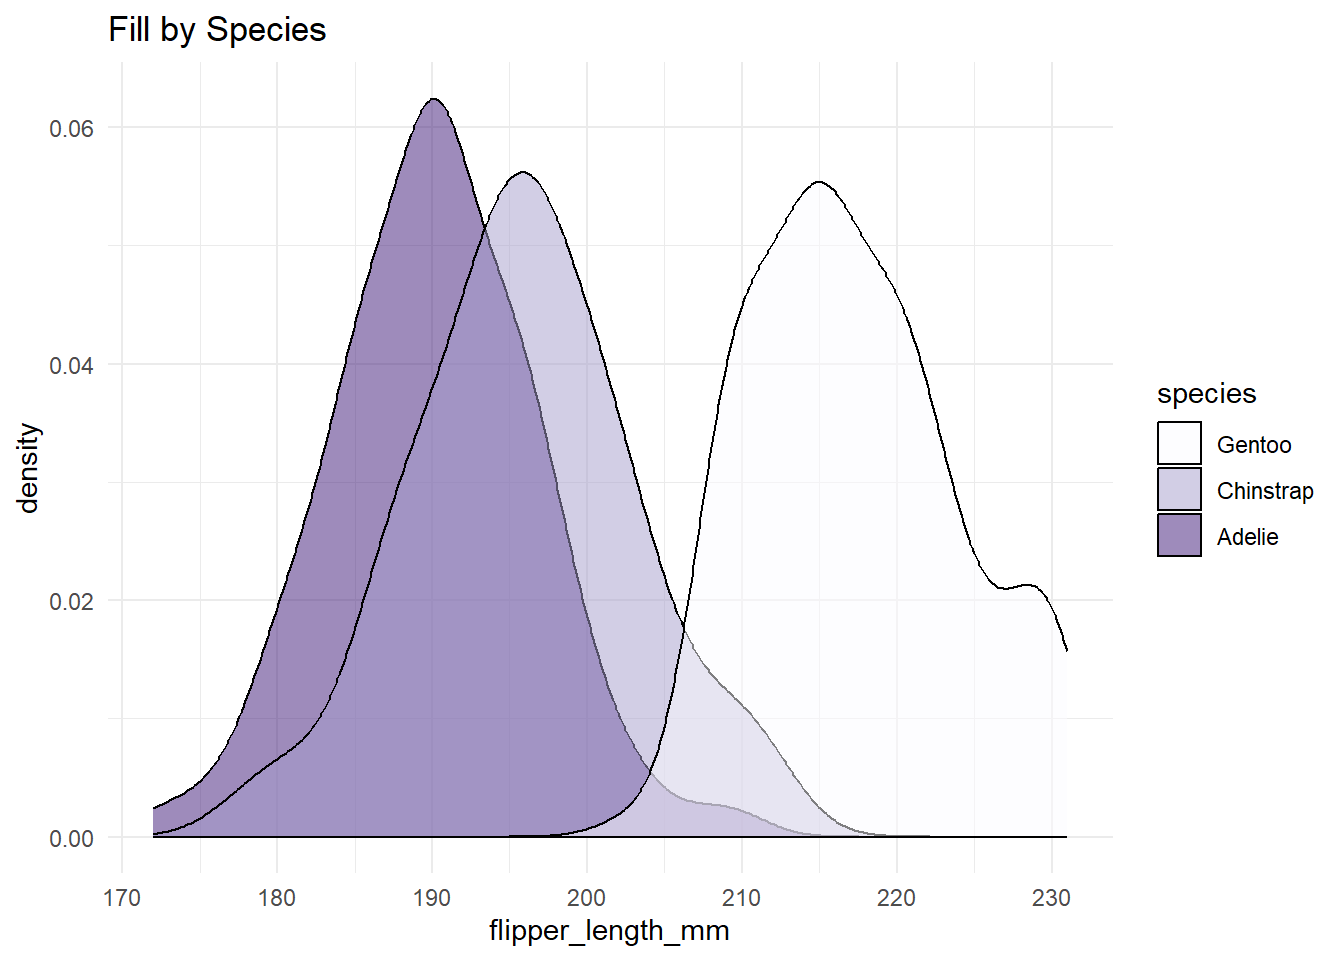 Fill by Species
0.06
0.04
0.02
0.00
density
170 180 190 200 210 220 230
flipper_length_mm
species
Gentoo
Chinstrap
Adelie